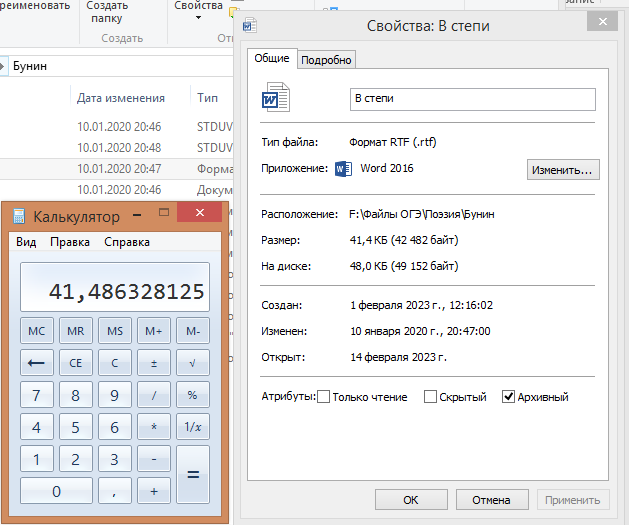 реименовать
Создать
папку
Свойства
Создать
Бунин
Дата изменения
Тип
10.01.2020 20:46
STDUV
10.01.2020 20:48
STDUV
10.01.2020 20:47
Форма
10.01.2020 20:46
Докум
Калькулятор
Вид Правка Справка
41,486328125
MC MR MS M+ M-
← CE C ± √
7 8 9 / %
4 5 6 * 1/x
1 2 3 - =
0 , +
Свойства: В степи
Общие
Подробно
В степи
Тип файла: Формат RTF (.rtf)
Приложение: Word 2016
Изменить...
Расположение: F:\Файлы ОГЭ\Поэзия\Бунин
Размер: 41,4 КБ (42 482 байт)
На диске: 48,0 КБ (49 152 байт)
Создан: 1 февраля 2023 г., 12:16:02
Изменен: 10 января 2020 г., 20:47:00
Открыт: 14 февраля 2023 г.
Атрибуты: Только чтение Скрытый Архивный
OK Отмена Применить